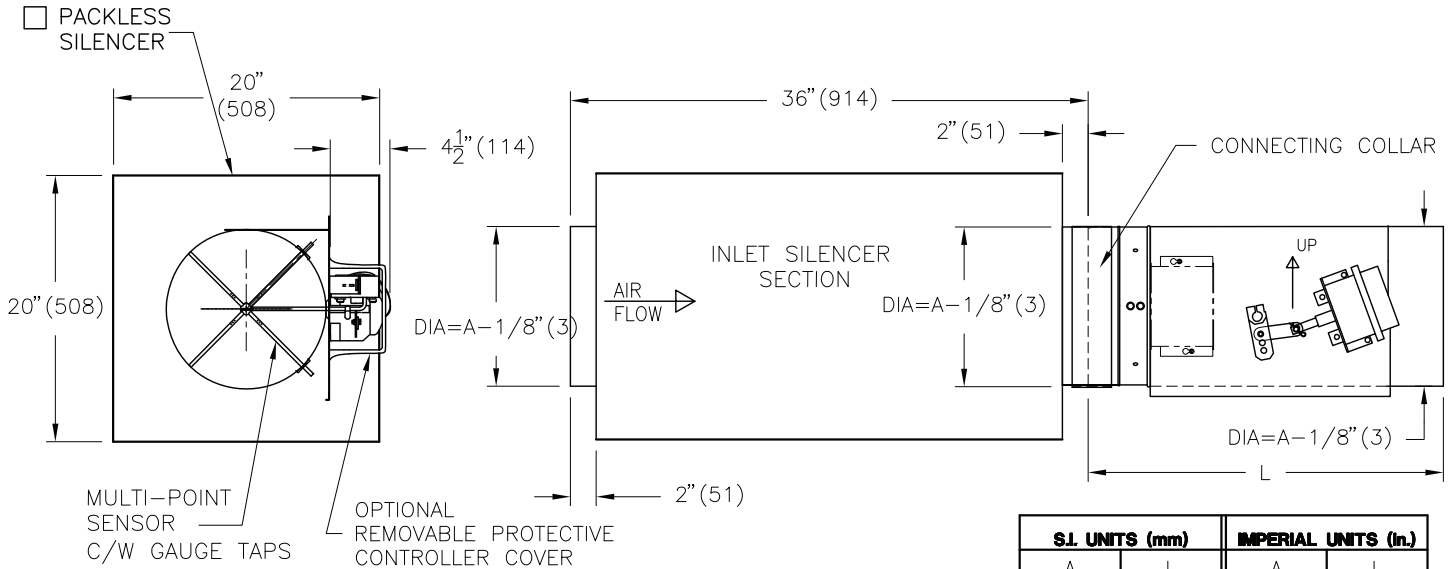 PACKLESS
SILENCER
20"
(508)
4 1/2"(114)
20"(508)
MULTI-POINT
SENSOR
C/W GAUGE TAPS
OPTIONAL
REMOVABLE PROTECTIVE
CONTROLLER COVER
36"(914)
2"(51)
CONNECTING COLLAR
INLET SILENCER
SECTION
AIR
FLOW
DIA=A-1/8"(3)
DIA=A-1/8"(3)
UP
DIA=A-1/8"(3)
L
2"(51)
S.I. UNITS (mm) IMPERIAL UNITS (in.)